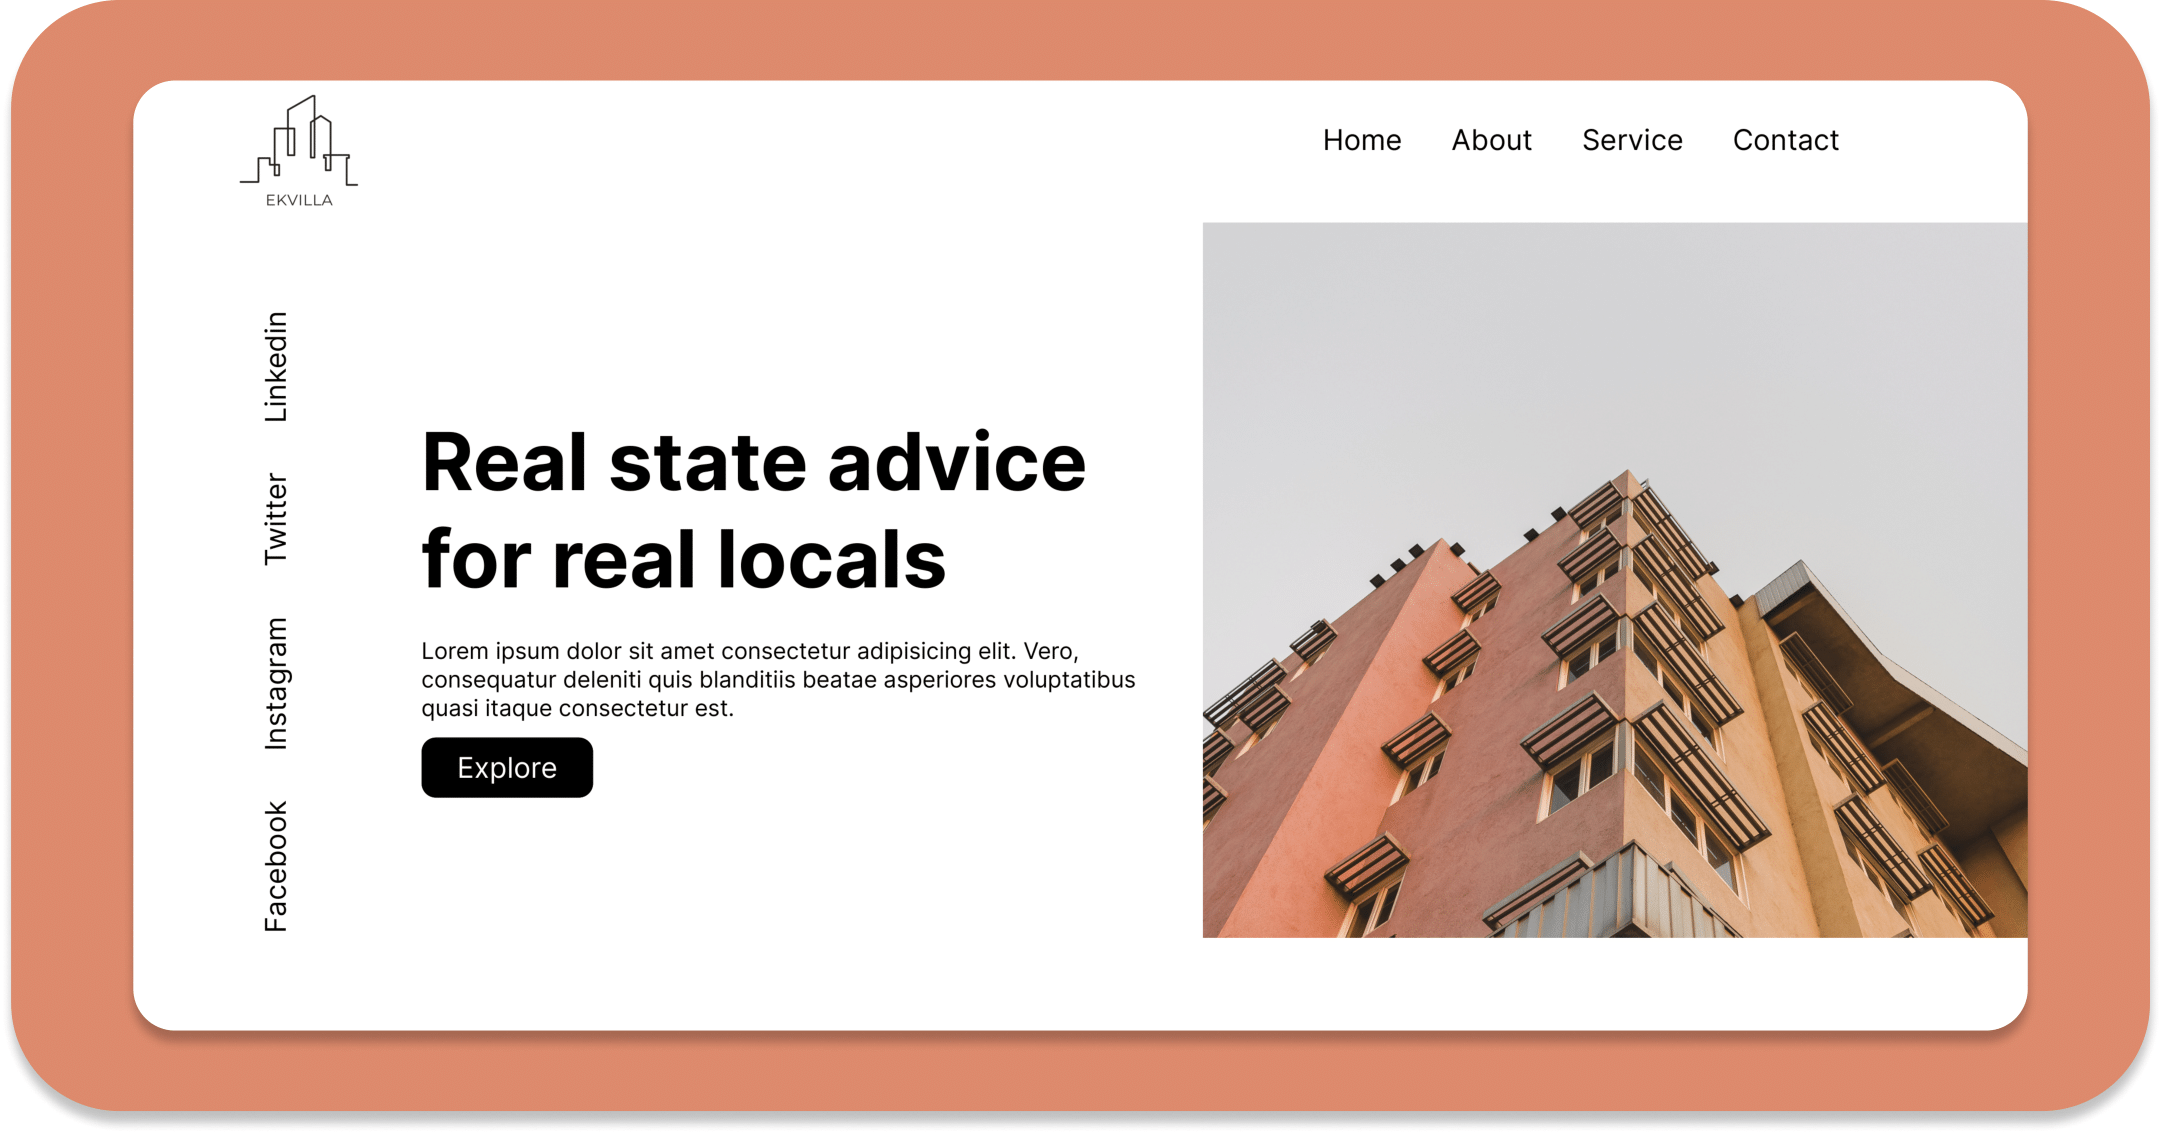 EKVILLA
Home About Service Contact
Linkedin
Twitter
Instagram
Facebook
Real state advice
for real locals
Lorem ipsum dolor sit amet consectetur adipisicing elit. Vero,
consequatur deleniti quis blanditiis beatae asperiores voluptatibus
quasi itaque consectetur est.
Explore